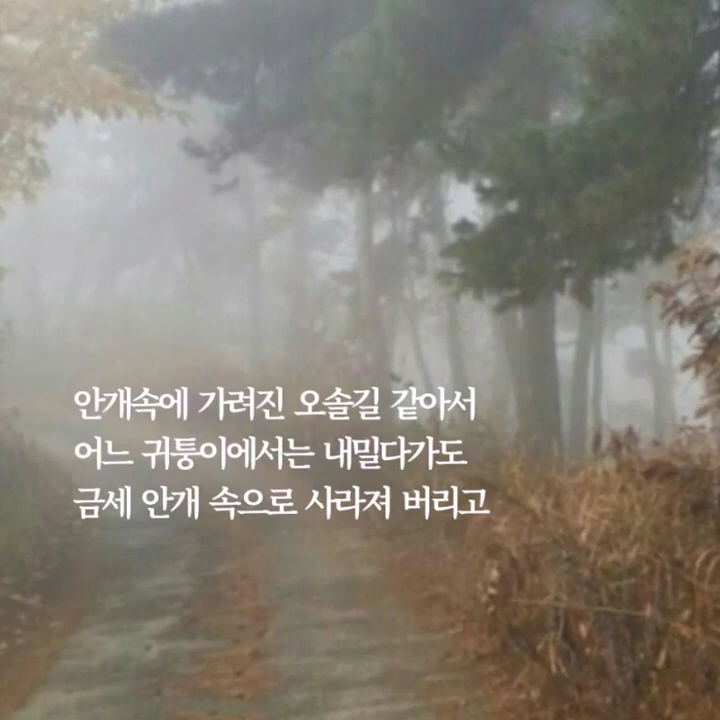 안개속에 가려진 오솔길 같아서
어느 귀퉁이에서는 내밀다가도
금세 안개 속으로 사라져 버리고